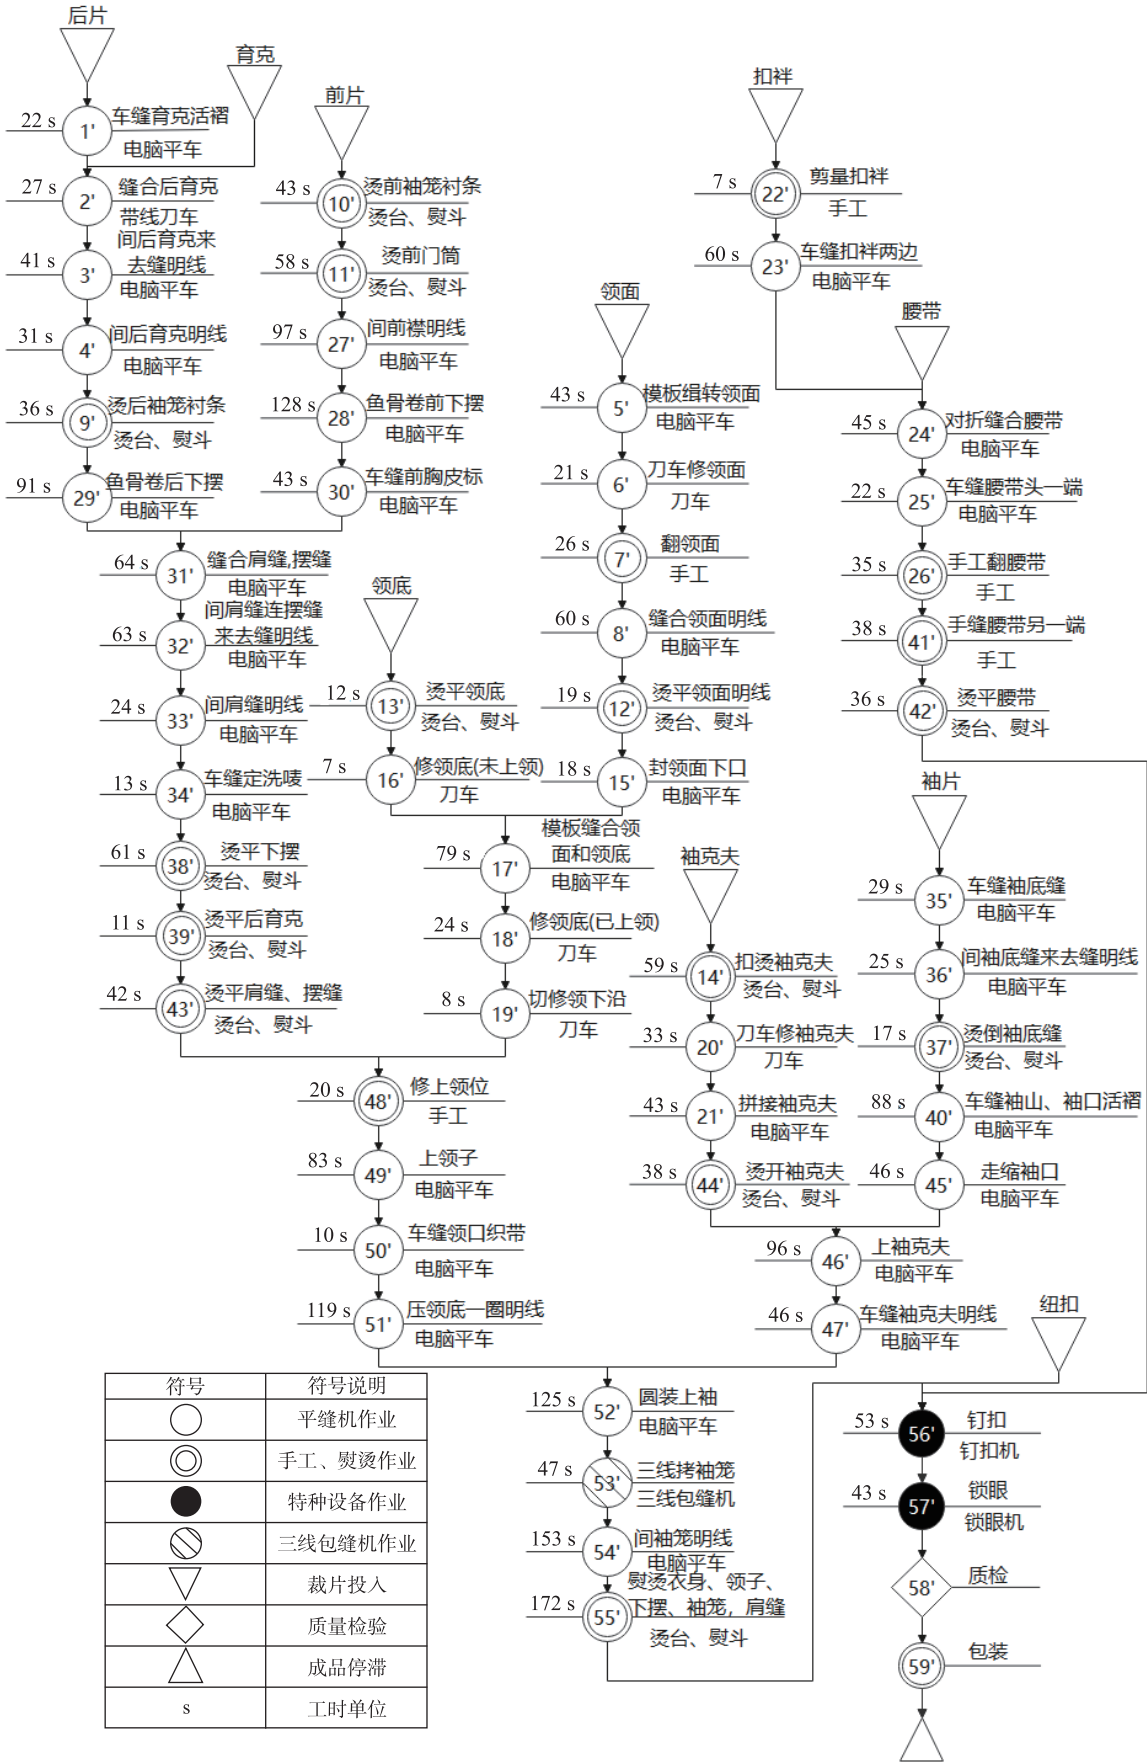 后片
育克
22 s
1'
车缝育克活褶
电脑平车
27 s
2'
缝合后育克
带线刀车
41 s
3'
间后育克来
去缝明线
电脑平车
31 s
4'
间后育克明线
电脑平车
36 s
9'
烫后袖笼衬条
烫台、熨斗
91 s
29'
鱼骨卷后下摆
电脑平车
前片
43 s
10'
烫前袖笼衬条
烫台、熨斗
58 s
11'
烫前门筒
烫台、熨斗
97 s
27'
间前襟明线
电脑平车
128 s
28'
鱼骨卷前下摆
电脑平车
43 s
30'
车缝前胸皮标
电脑平车
64 s
31'
缝合肩缝,摆缝
电脑平车
63 s
32'
间肩缝连摆缝
来去缝明线
电脑平车
24 s
33'
间肩缝明线
电脑平车
13 s
34'
车缝定洗唛
电脑平车
61 s
38'
烫平下摆
烫台、熨斗
11 s
39'
烫平后育克
烫台、熨斗
42 s
43'
烫平肩缝、摆缝
烫台、熨斗
领底
12 s
13'
烫平领底
烫台、熨斗
7 s
16'
修领底(未上领)
刀车
领面
43 s
5'
模板缉转领面
电脑平车
21 s
6'
刀车修领面
刀车
26 s
7'
翻领面
手工
60 s
8'
缝合领面明线
电脑平车
19 s
12'
烫平领面明线
烫台、熨斗
18 s
15'
封领面下口
电脑平车
79 s
17'
模板缝合领
面和领底
电脑平车
24 s
18'
修领底(已上领)
刀车
8 s
19'
切修领下沿
刀车
20 s
48'
修上领位
手工
83 s
49'
上领子
电脑平车
10 s
50'
车缝领口织带
电脑平车
119 s
51'
压领底一圈明线
电脑平车
扣袢
7 s
22'
剪量扣袢
手工
60 s
23'
车缝扣袢两边
电脑平车
腰带
45 s
24'
对折缝合腰带
电脑平车
22 s
25'
车缝腰带头一端
电脑平车
35 s
26'
手工翻腰带
手工
38 s
41'
手缝腰带另一端
手工
36 s
42'
烫平腰带
烫台、熨斗
袖克夫
59 s
14'
扣烫袖克夫
烫台、熨斗
33 s
20'
刀车修袖克夫
刀车
43 s
21'
拼接袖克夫
电脑平车
38 s
44'
烫开袖克夫
烫台、熨斗
袖片
29 s
35'
车缝袖底缝
电脑平车
25 s
36'
间袖底缝来去缝明线
电脑平车
17 s
37'
烫倒袖底缝
烫台、熨斗
88 s
40'
车缝袖山、袖口活褶
电脑平车
46 s
45'
走缩袖口
电脑平车
96 s
46'
上袖克夫
电脑平车
46 s
47'
车缝袖克夫明线
电脑平车
纽扣
125 s
52'
圆装上袖
电脑平车
47 s
53'
三线拷袖笼
三线包缝机
153 s
54'
间袖笼明线
电脑平车
172 s
55'
熨烫衣身、领子、
下摆、袖笼，肩缝
烫台、熨斗
53 s
56'
钉扣
钉扣机
43 s
57'
锁眼
锁眼机
58'
质检
59'
包装
符号 符号说明
平缝机作业
手工、熨烫作业
特种设备作业
三线包缝机作业
裁片投入
质量检验
成品停滞
s 工时单位